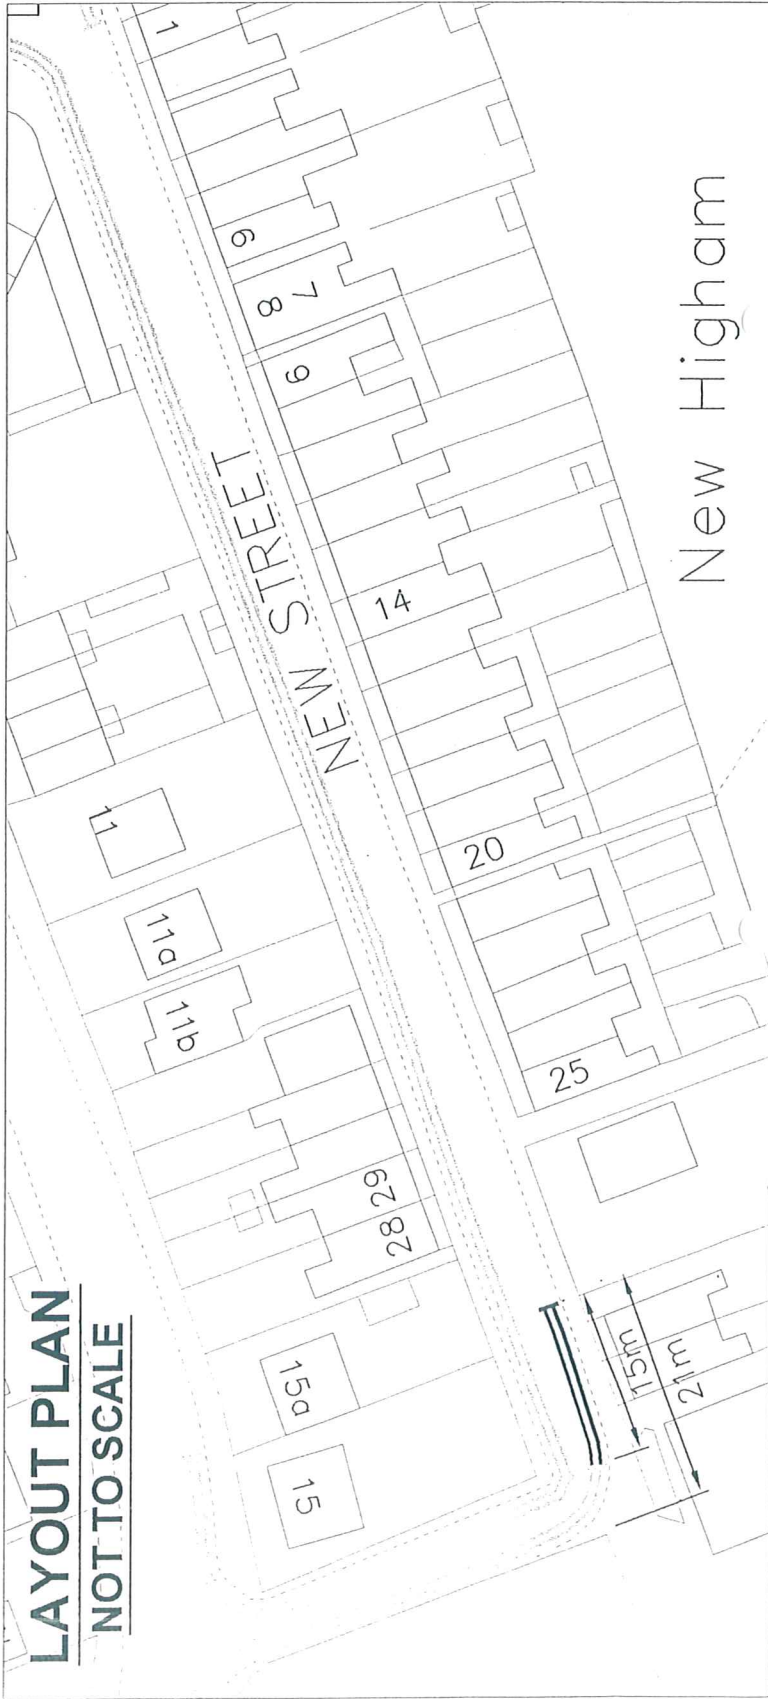 LAYOUT PLAN
NOT TO SCALE
NEW STREET
New Higham
1
6
7
8
9
14
20
25
11
11a
11b
29
28
15a
15
15m
21m